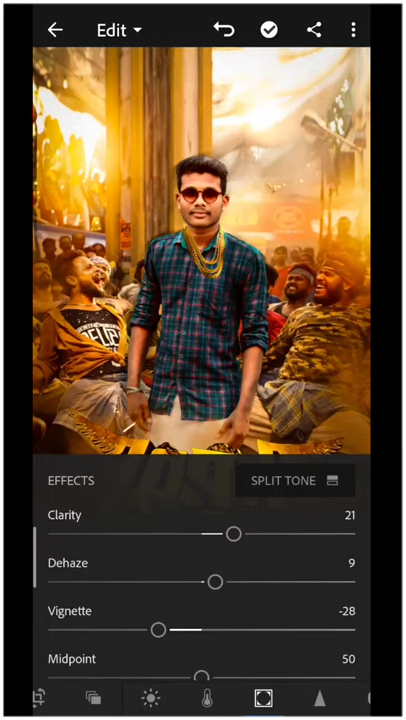 Edit
EFFECTS
SPLIT TONE
Clarity 21
Dehaze 9
Vignette -28
Midpoint 50